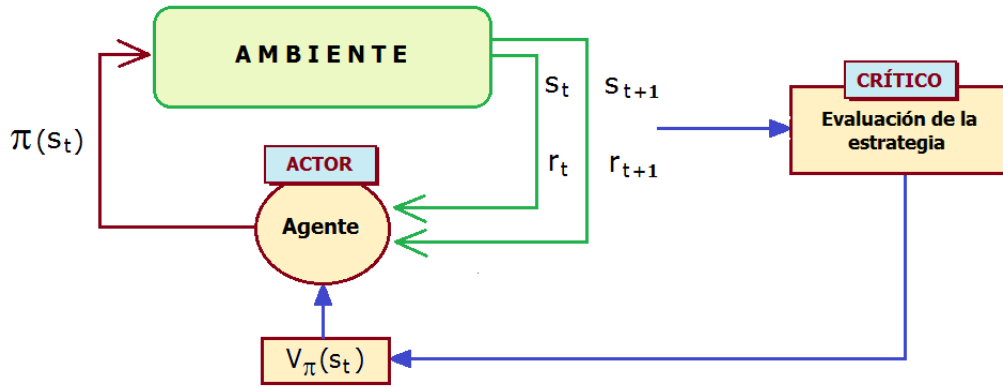 AMBIENTE
π(sₜ)
sₜ
sₜ₊₁
rₜ
rₜ₊₁
CRÍTICO
Evaluación de la
estrategia
ACTOR
Agente
Vπ(sₜ)